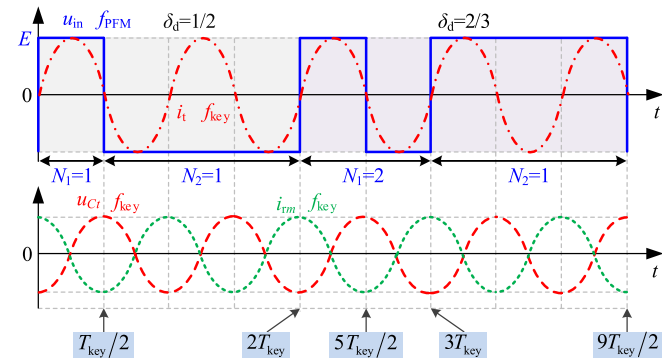 u_in f_PFM δ_d=1/2 δ_d=2/3
E
0
i_t f_key
t
N_1=1 N_2=1 N_1=2 N_2=1
u_Ct f_key i_rm f_key
0
t
T_key/2 2T_key 5T_key/2 3T_key 9T_key/2